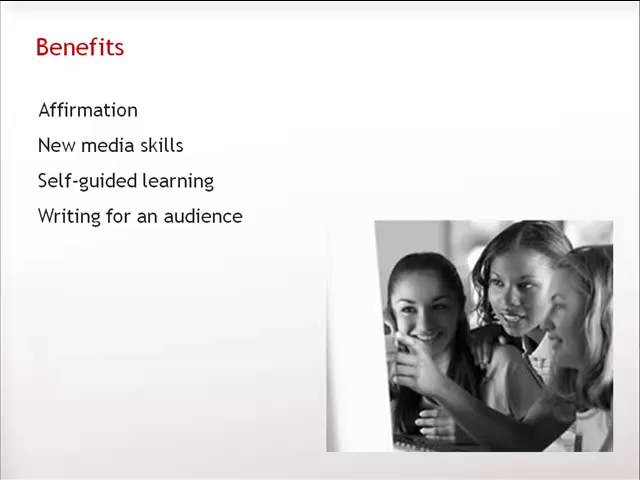 Benefits
Affirmation
New media skills
Self-guided learning
Writing for an audience